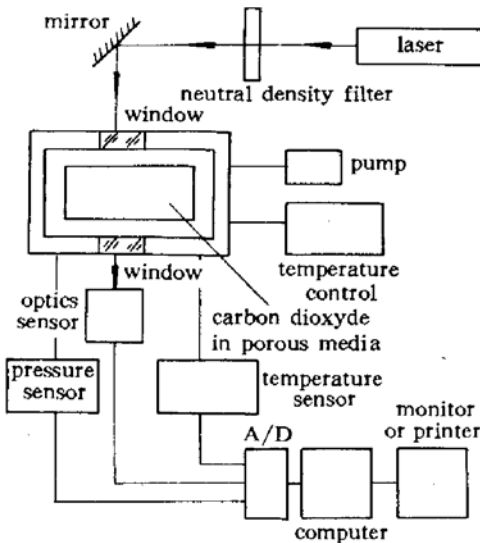 mirror
laser
neutral density filter
window
pump
window
temperature
control
optics
sensor
carbon dioxyde
in porous media
pressure
sensor
temperature
sensor
monitor
or printer
A/D
computer